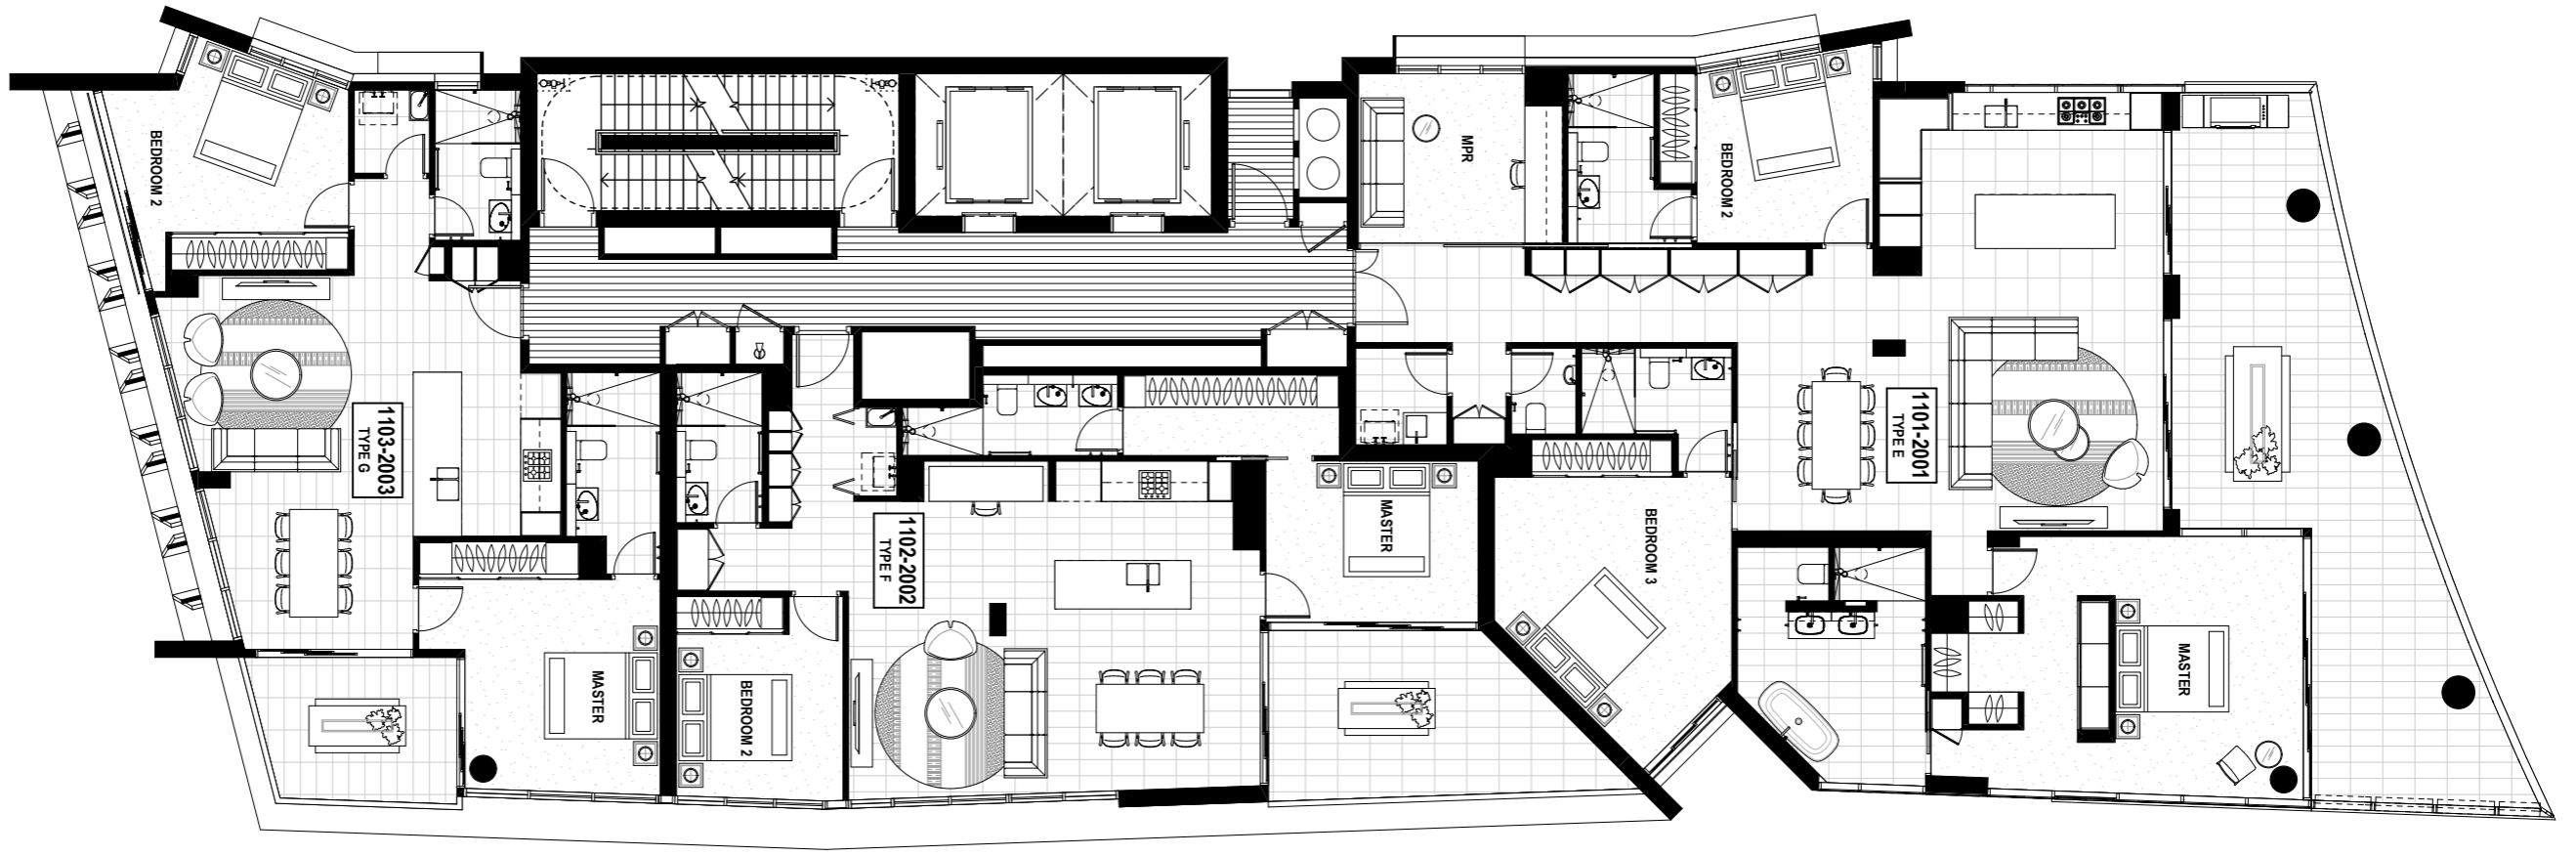 BEDROOM 2
1103-2003
TYPE G
MASTER
BEDROOM 2
1102-2002
TYPE F
MASTER
MPR
BEDROOM 2
BEDROOM 3
1101-2001
TYPE E
MASTER